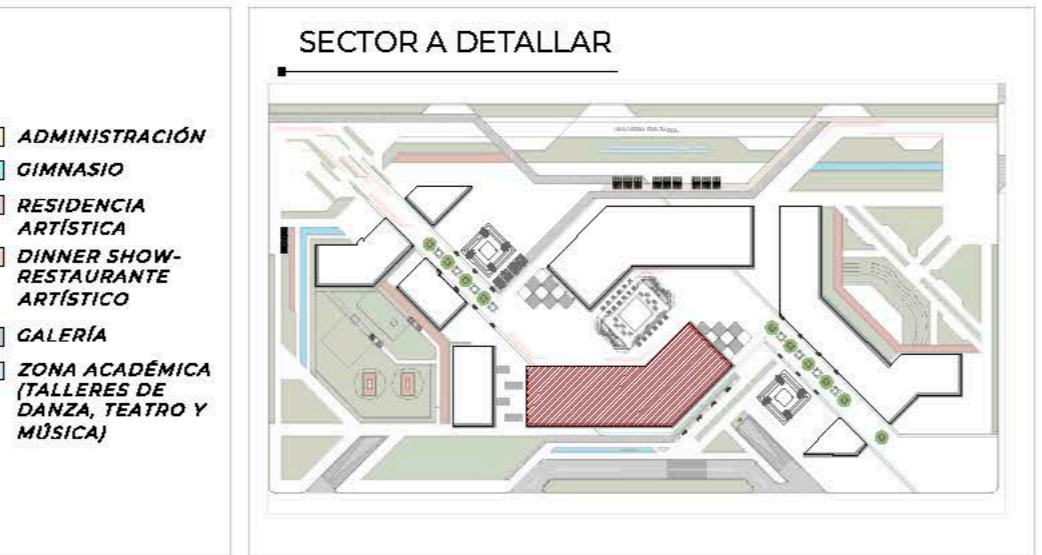 ADMINISTRACIÓN
GIMNASIO
RESIDENCIA
ARTÍSTICA
DINNER SHOW-
RESTAURANTE
ARTÍSTICO
GALERÍA
ZONA ACADÉMICA
(TALLERES DE
DANZA, TEATRO Y
MÚSICA)
SECTOR A DETALLAR